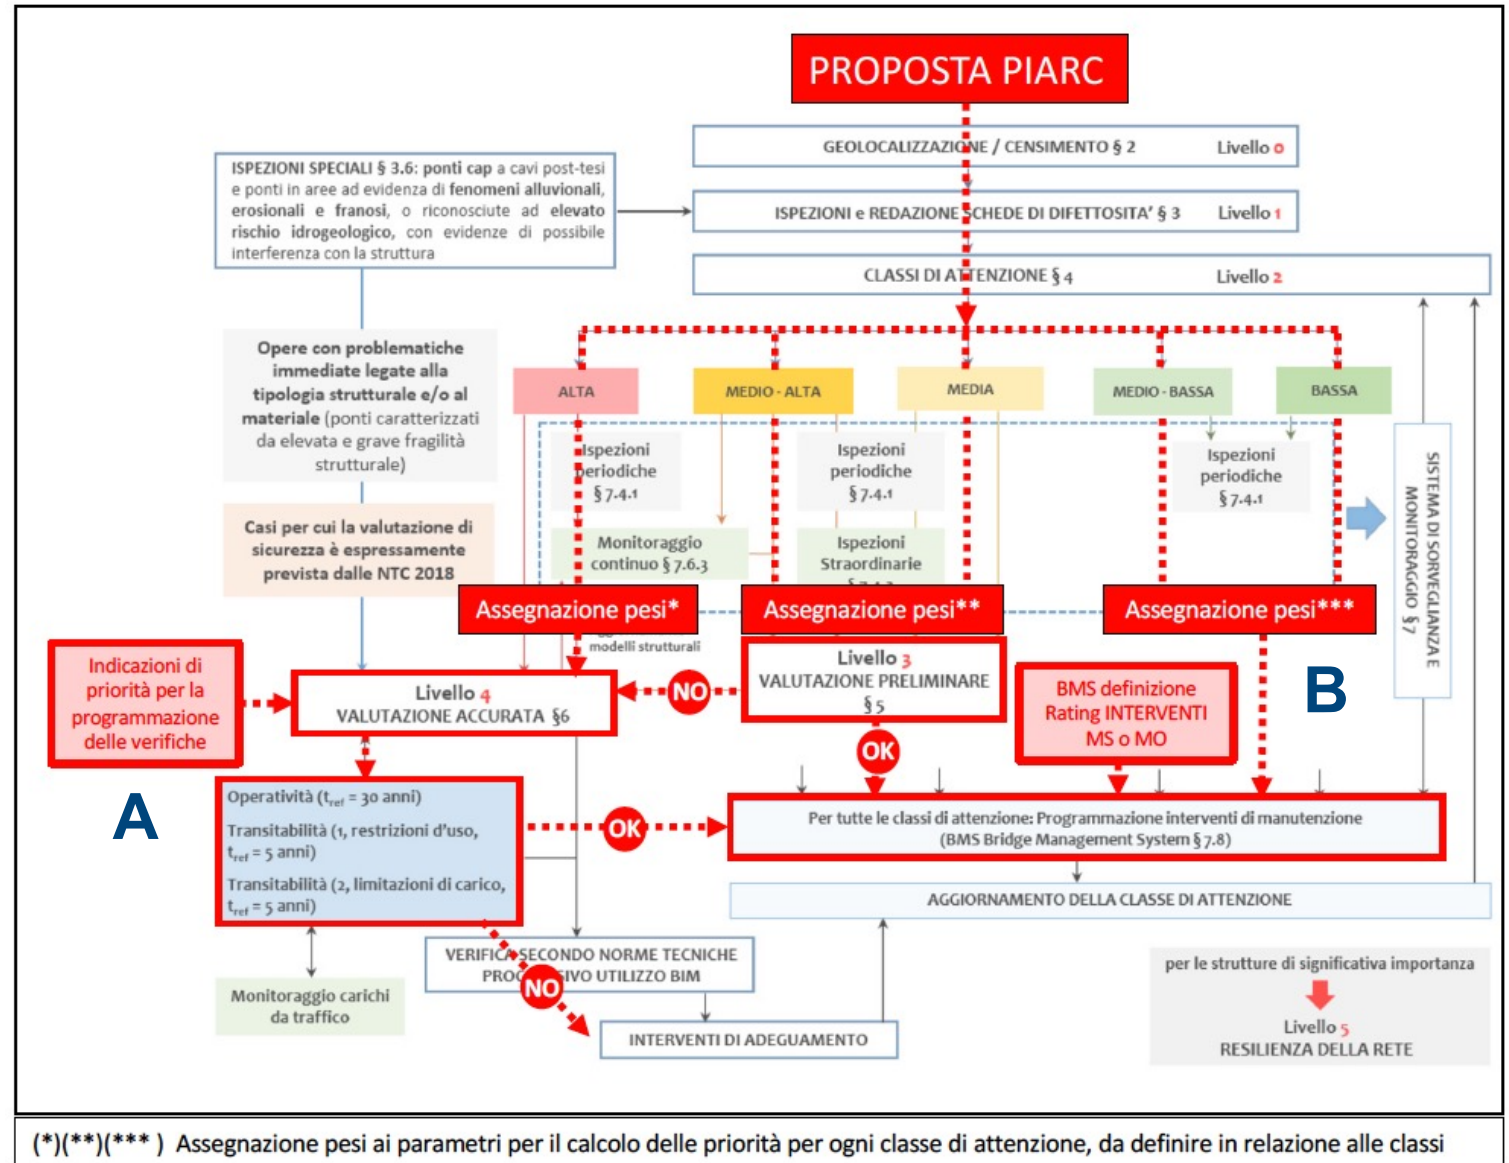 PROPOSTA PIARC
GEOLOCALIZZAZIONE / CENSIMENTO § 2 Livello 0
ISPEZIONI SPECIALI § 3.6: ponti cap a cavi post-tesi
e ponti in aree ad evidenza di fenomeni alluvionali,
erosionali e franosi, o riconosciute ad elevato
rischio idrogeologico, con evidenze di possibile
interferenza con la struttura
ISPEZIONI e REDAZIONE SCHEDE DI DIFETTOSITA' § 3 Livello 1
CLASSI DI ATTENZIONE § 4 Livello 2
Opere con problematiche
immediate legate alla
tipologia strutturale e/o al
materiale (ponti caratterizzati
da elevata e grave fragilità
strutturale)
ALTA
MEDIO - ALTA
MEDIA
MEDIO - BASSA
BASSA
Ispezioni
periodiche
§ 7.4.1
Ispezioni
periodiche
§ 7.4.1
Ispezioni
periodiche
§ 7.4.1
SISTEMA DI SORVEGLIANZA E
MONITORAGGIO §7
Casi per cui la valutazione di
sicurezza è espressamente
prevista dalle NTC 2018
Monitoraggio
continuo § 7.6.3
Ispezioni
Straordinarie
Assegnazione pesi*
Assegnazione pesi**
Assegnazione pesi***
modelli strutturali
Indicazioni di
priorità per la
programmazione
delle verifiche
Livello 4
VALUTAZIONE ACCURATA §6
NO
Livello 3
VALUTAZIONE PRELIMINARE
§ 5
BMS definizione
Rating INTERVENTI
MS o MO
B
OK
A
Operatività (tref = 30 anni)
Transitabilità (1, restrizioni d'uso,
tref = 5 anni)
Transitabilità (2, limitazioni di carico,
tref = 5 anni)
OK
Per tutte le classi di attenzione: Programmazione interventi di manutenzione
(BMS Bridge Management System § 7.8)
AGGIORNAMENTO DELLA CLASSE DI ATTENZIONE
VERIFICA SECONDO NORME TECNICHE
PROGRESSIVO UTILIZZO BIM
NO
Monitoraggio carichi
da traffico
INTERVENTI DI ADEGUAMENTO
per le strutture di significativa importanza
Livello 5
RESILIENZA DELLA RETE
(*)(**)(*** ) Assegnazione pesi ai parametri per il calcolo delle priorità per ogni classe di attenzione, da definire in relazione alle classi